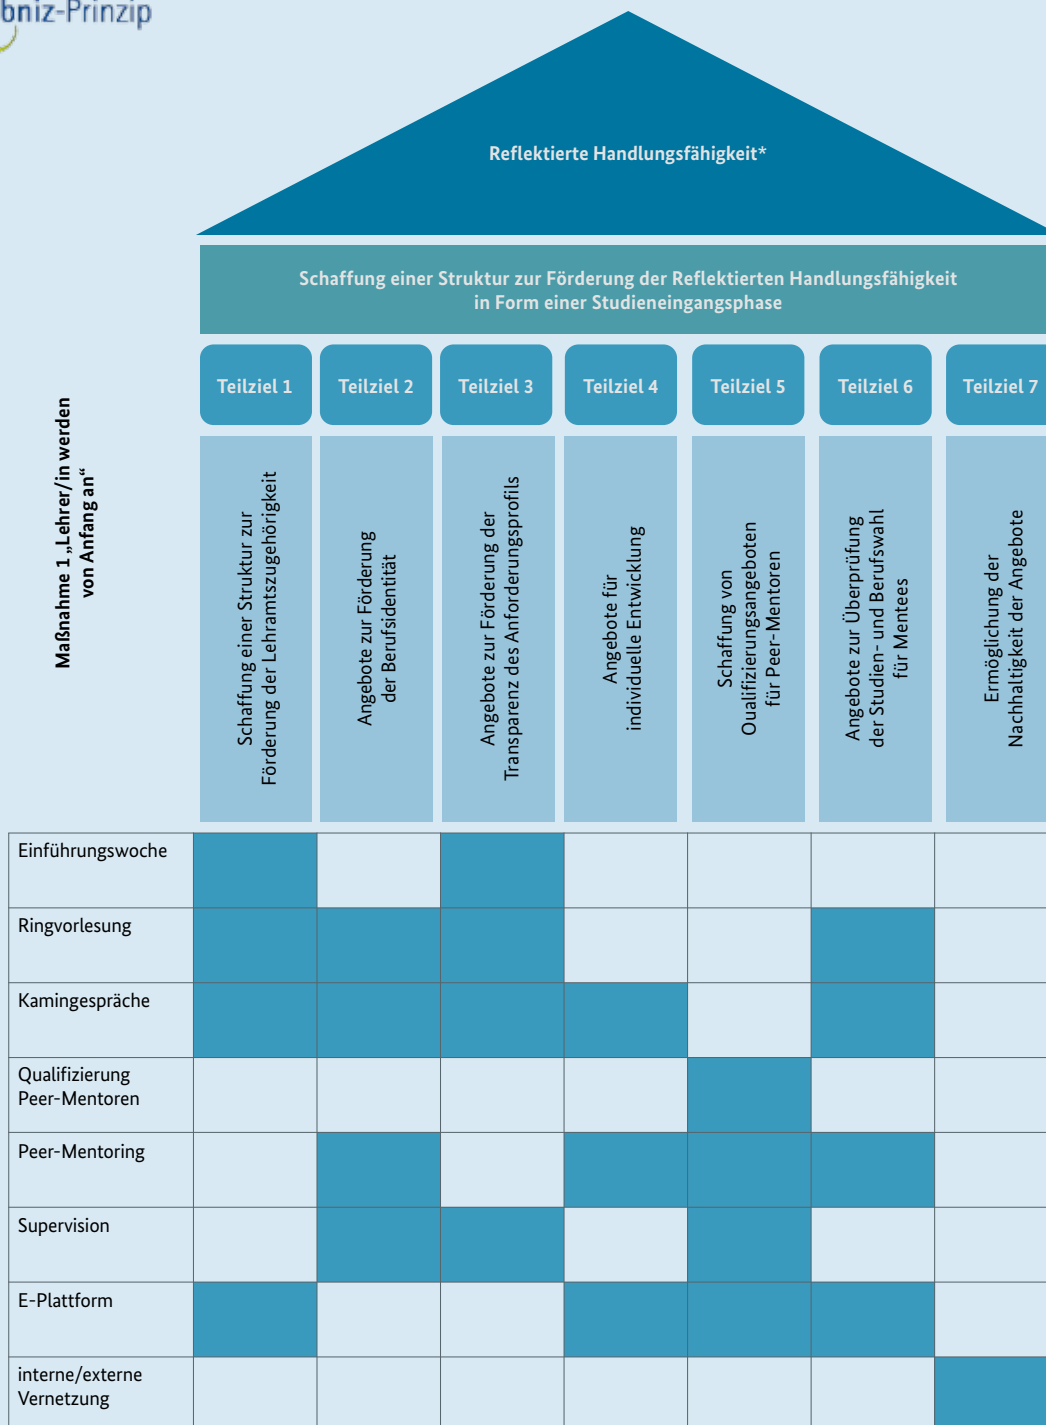 bniz-Prinzip
Reflektierte Handlungsfähigkeit*
Schaffung einer Struktur zur Förderung der Reflektierten Handlungsfähigkeit
in Form einer Studieneingangsphase
Maßnahme 1 „Lehrer/in werden
von Anfang an“
Teilziel 1
Teilziel 2
Teilziel 3
Teilziel 4
Teilziel 5
Teilziel 6
Teilziel 7
Schaffung einer Struktur zur
Förderung der Lehramtszugehörigkeit
Angebote zur Förderung
der Berufsidentität
Angebote zur Förderung der
Transparenz des Anforderungsprofils
Angebote für
individuelle Entwicklung
Schaffung von
Qualifizierungsangeboten
für Peer-Mentoren
Angebote zur Überprüfung
der Studien- und Berufswahl
für Mentees
Ermöglichung der
Nachhaltigkeit der Angebote
Einführungswoche
Ringvorlesung
Kamingespräche
Qualifizierung
Peer-Mentoren
Peer-Mentoring
Supervision
E-Plattform
interne/externe
Vernetzung